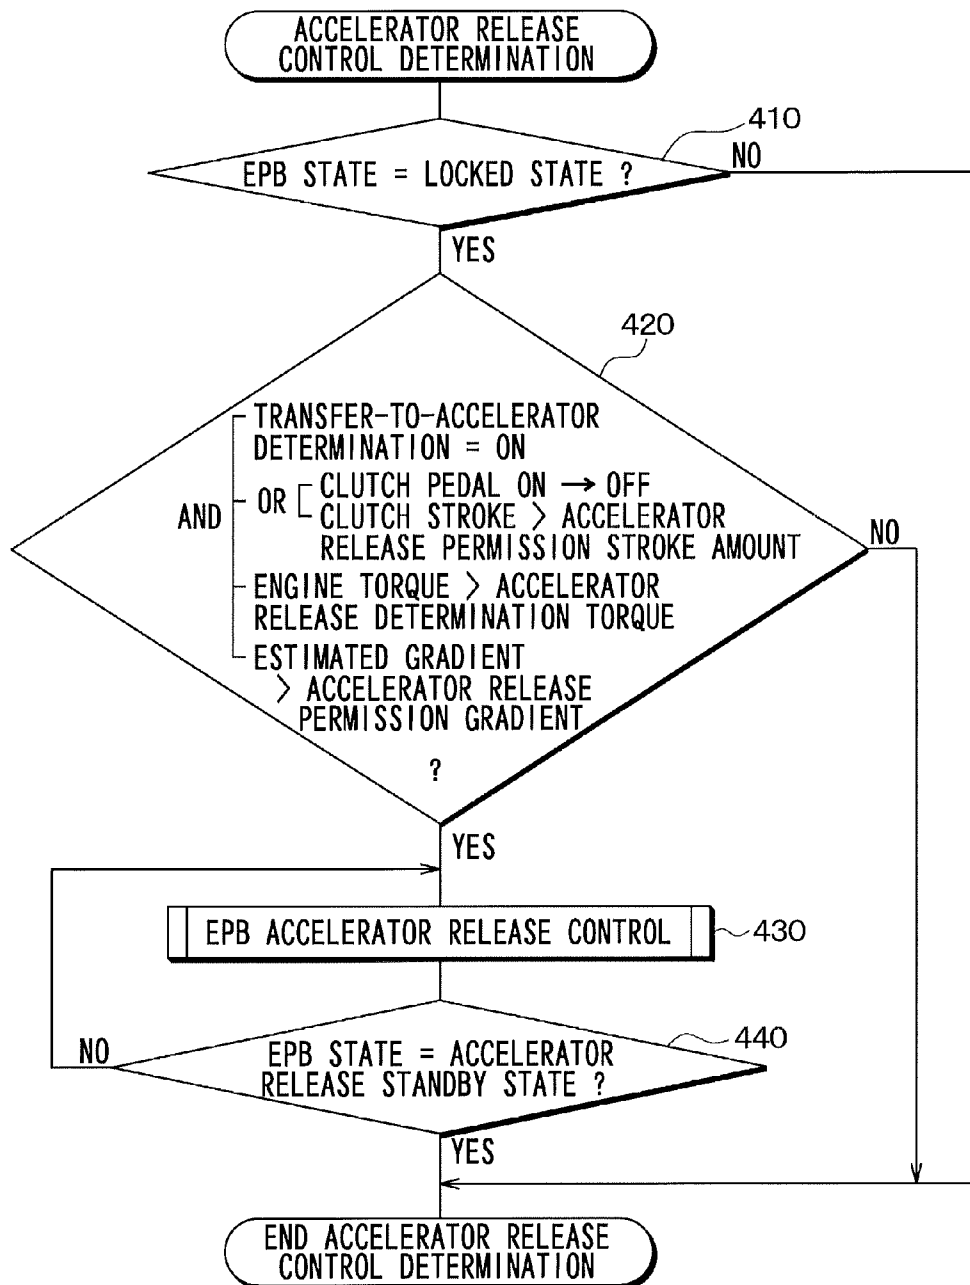 ACCELERATOR RELEASE
CONTROL DETERMINATION
410
EPB STATE = LOCKED STATE ?
NO
YES
420
TRANSFER-TO-ACCELERATOR
DETERMINATION = ON
AND
OR
CLUTCH PEDAL ON → OFF
CLUTCH STROKE > ACCELERATOR
RELEASE PERMISSION STROKE AMOUNT
NO
ENGINE TORQUE > ACCELERATOR
RELEASE DETERMINATION TORQUE
ESTIMATED GRADIENT
> ACCELERATOR RELEASE
PERMISSION GRADIENT
?
YES
EPB ACCELERATOR RELEASE CONTROL
430
NO
EPB STATE = ACCELERATOR
RELEASE STANDBY STATE ?
440
YES
END ACCELERATOR RELEASE
CONTROL DETERMINATION